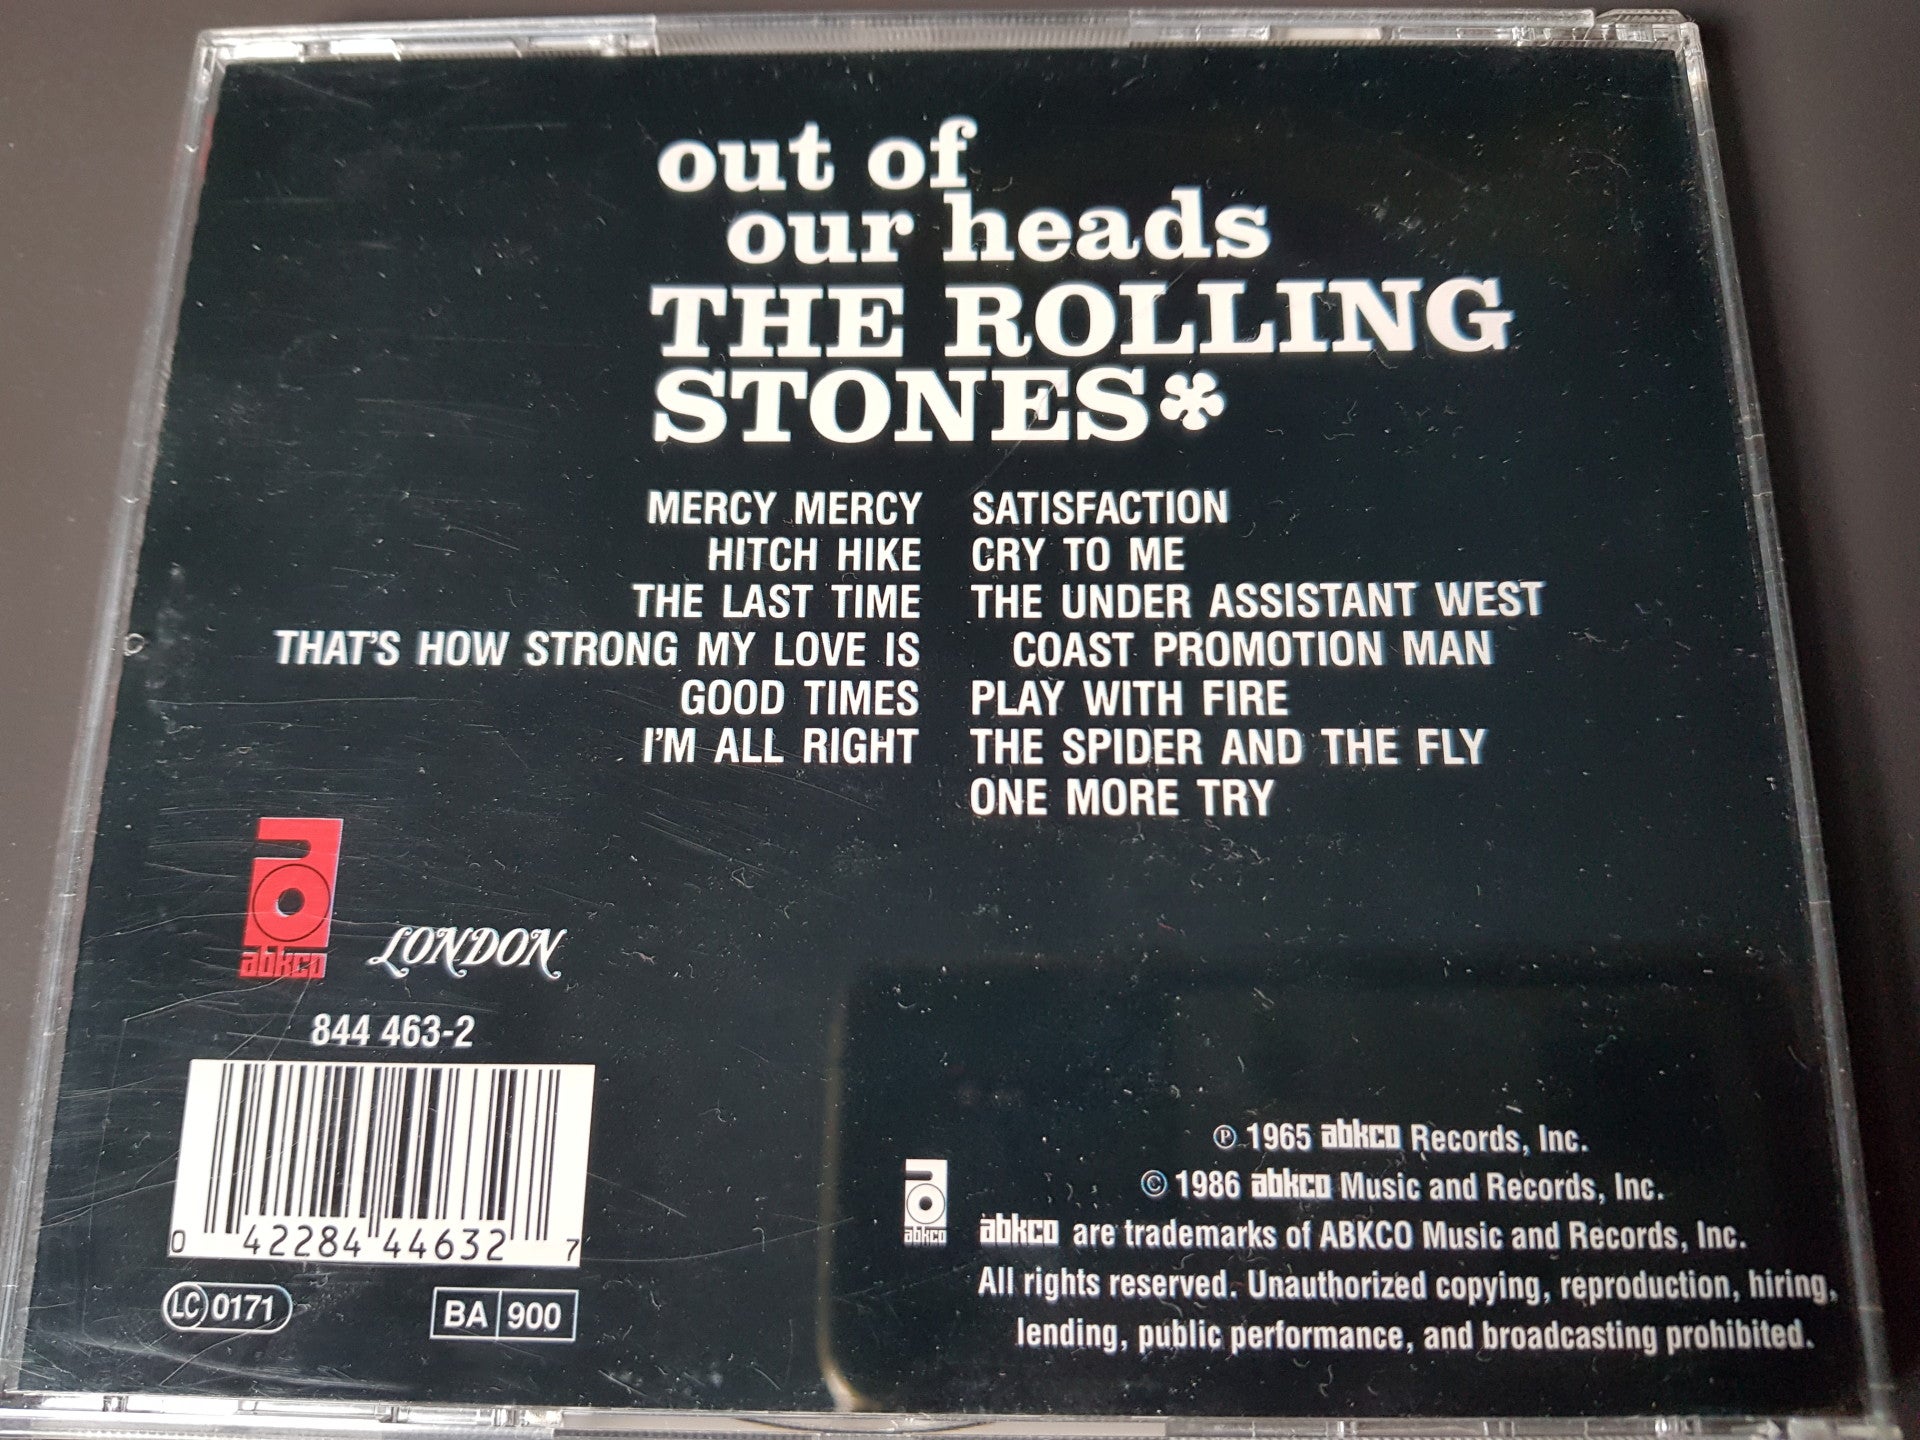 out of
our heads
THE ROLLING
STONES*
MERCY MERCY
HITCH HIKE
THE LAST TIME
THAT'S HOW STRONG MY LOVE IS
GOOD TIMES
I'M ALL RIGHT
SATISFACTION
CRY TO ME
THE UNDER ASSISTANT WEST
COAST PROMOTION MAN
PLAY WITH FIRE
THE SPIDER AND THE FLY
ONE MORE TRY
abkco
LONDON
844 463-2
0 42284 44632 7
LC 0171
BA 900
℗ 1965 abkco Records, Inc.
© 1986 abkco Music and Records, Inc.
abkco abkco are trademarks of ABKCO Music and Records, Inc.
All rights reserved. Unauthorized copying, reproduction, hiring,
lending, public performance, and broadcasting prohibited.